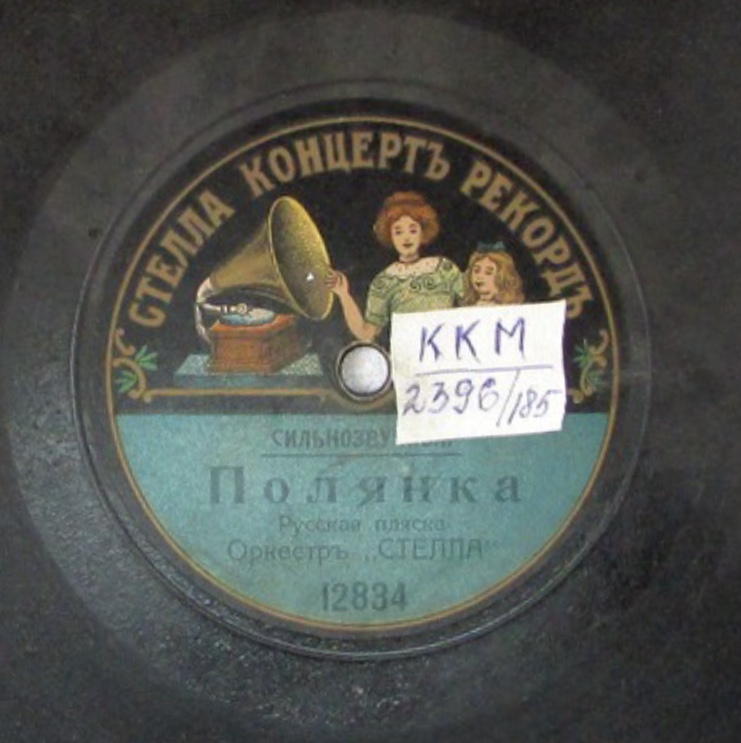 СТЕЛЛА КОНЦЕРТЪ РЕКОРДЪ
ККМ
2396/185
Полянка
Русская пляска
Оркестръ „СТЕЛЛА"
12834